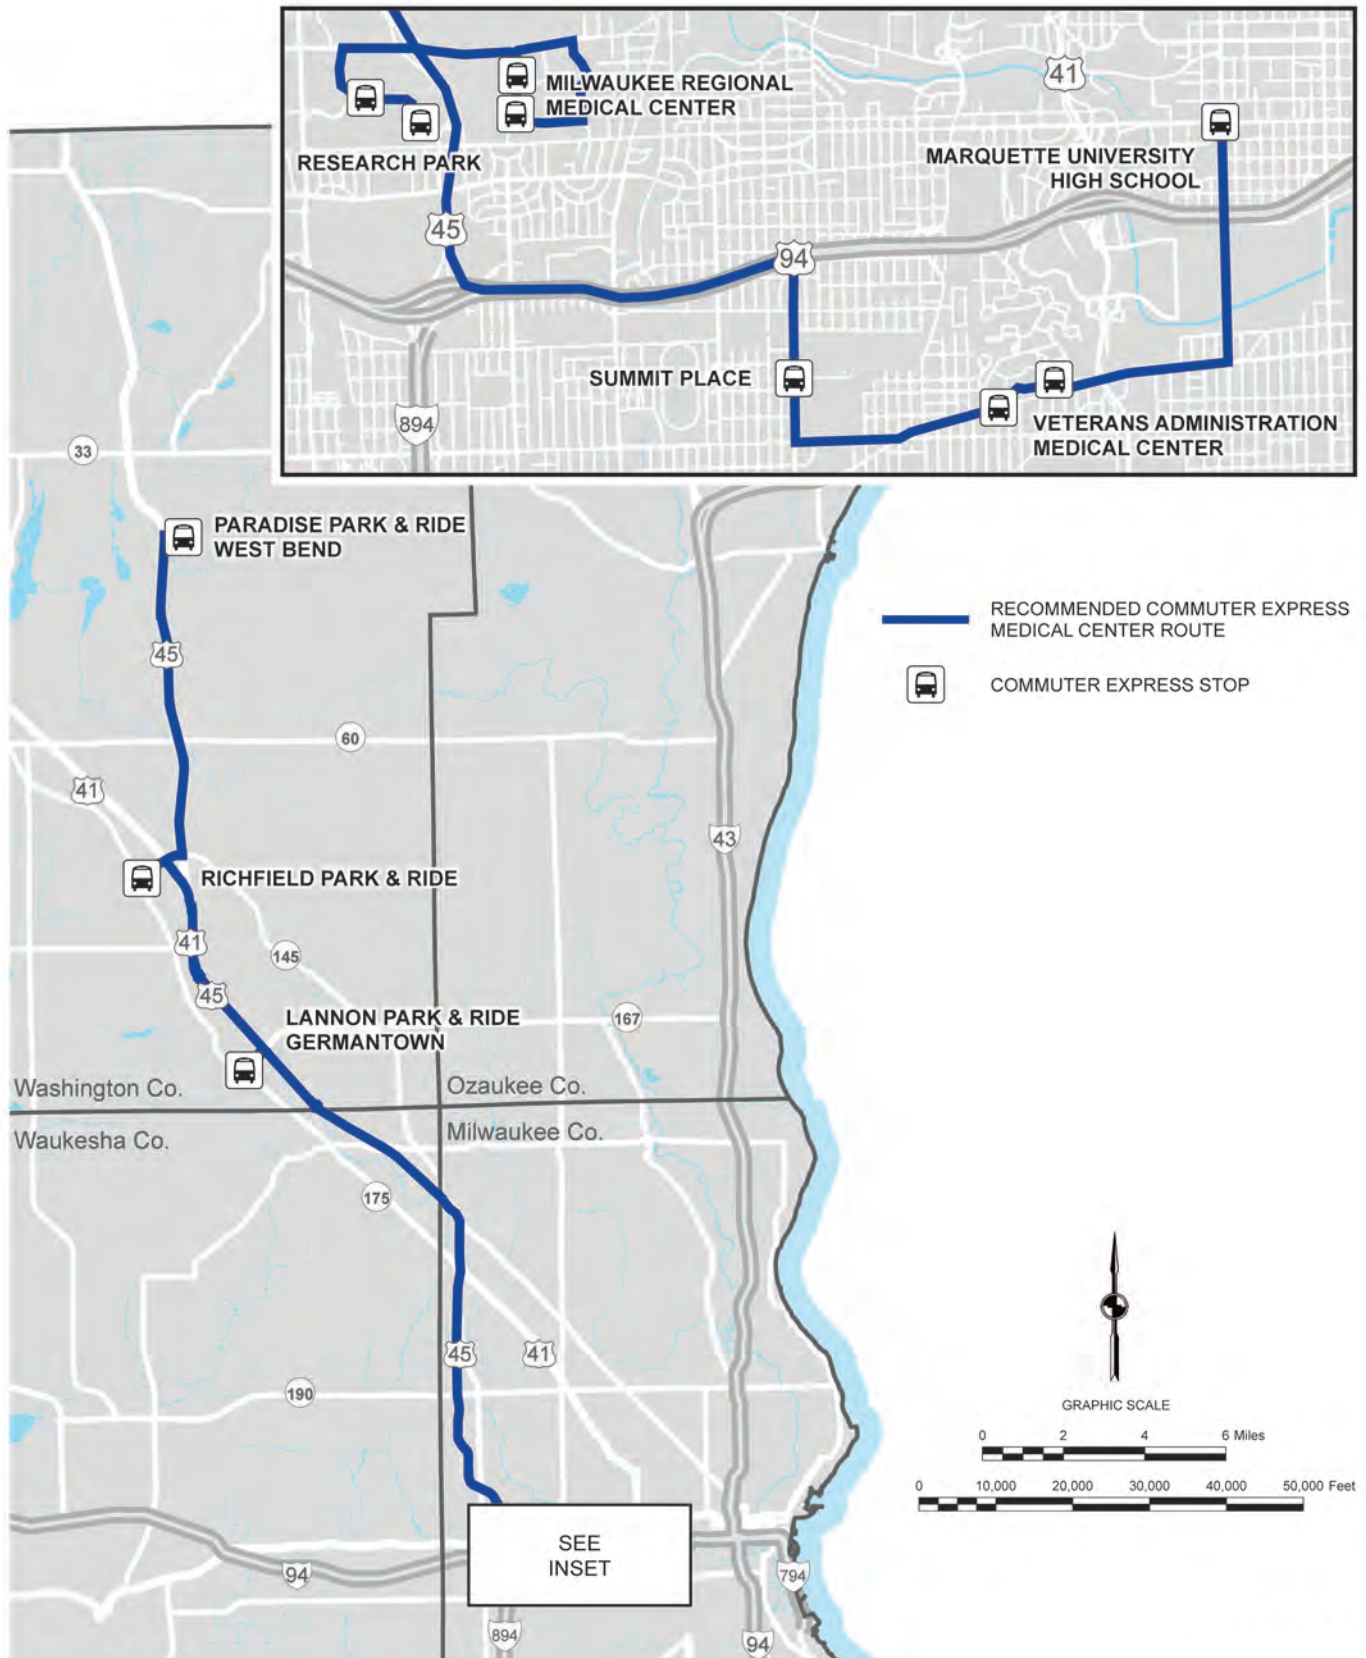 41
MILWAUKEE REGIONAL
MEDICAL CENTER
RESEARCH PARK
MARQUETTE UNIVERSITY
HIGH SCHOOL
45
94
SUMMIT PLACE
894
VETERANS ADMINISTRATION
MEDICAL CENTER
33
PARADISE PARK & RIDE
WEST BEND
RECOMMENDED COMMUTER EXPRESS
MEDICAL CENTER ROUTE
COMMUTER EXPRESS STOP
45
60
41
43
RICHFIELD PARK & RIDE
41
145
45
LANNON PARK & RIDE
GERMANTOWN
167
Washington Co.
Ozaukee Co.
Waukesha Co.
Milwaukee Co.
175
45
41
190
GRAPHIC SCALE
0 2 4 6 Miles
0 10,000 20,000 30,000 40,000 50,000 Feet
SEE
INSET
94
794
894
94